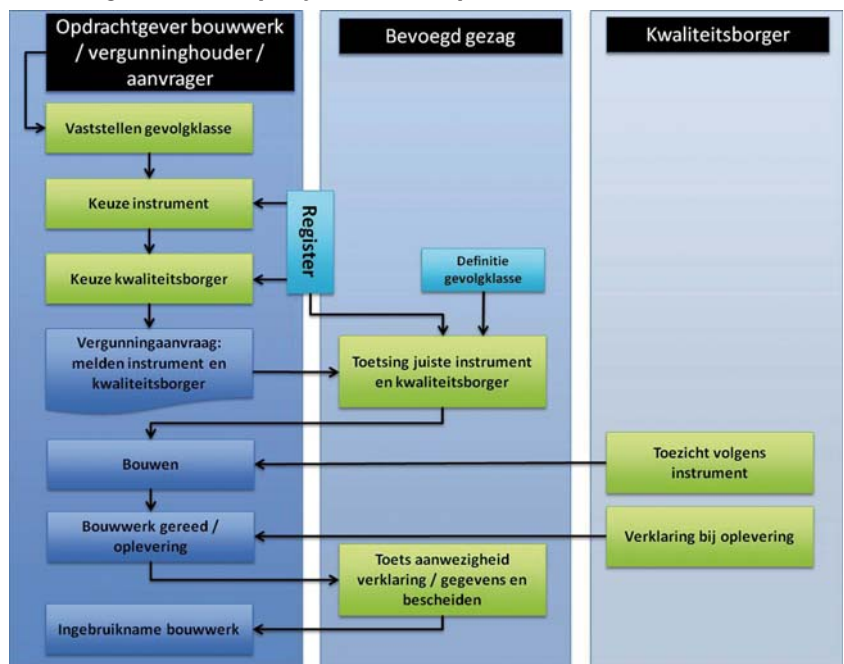 Opdrachtgever bouwwerk
/ vergunninghouder /
aanvrager
Bevoegd gezag
Kwaliteitsborger
Vaststellen gevolgklasse
Keuze instrument
Register
Keuze kwaliteitsborger
Definitie
gevolgklasse
Vergunningaanvraag:
melden instrument en
kwaliteitsborger
Toetsing juiste instrument
en kwaliteitsborger
Bouwen
Toezicht volgens
instrument
Bouwwerk gereed /
oplevering
Verklaring bij oplevering
Toets aanwezigheid
verklaring / gegevens en
bescheiden
Ingebruikname bouwwerk